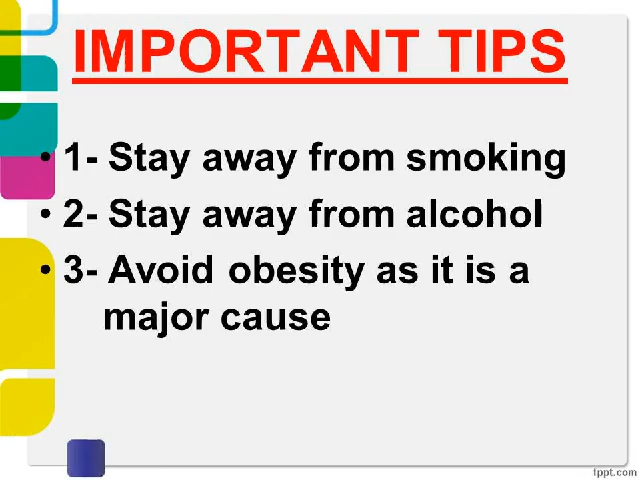 IMPORTANT TIPS
• 1- Stay away from smoking
• 2- Stay away from alcohol
• 3- Avoid obesity as it is a
major cause
fppt.com